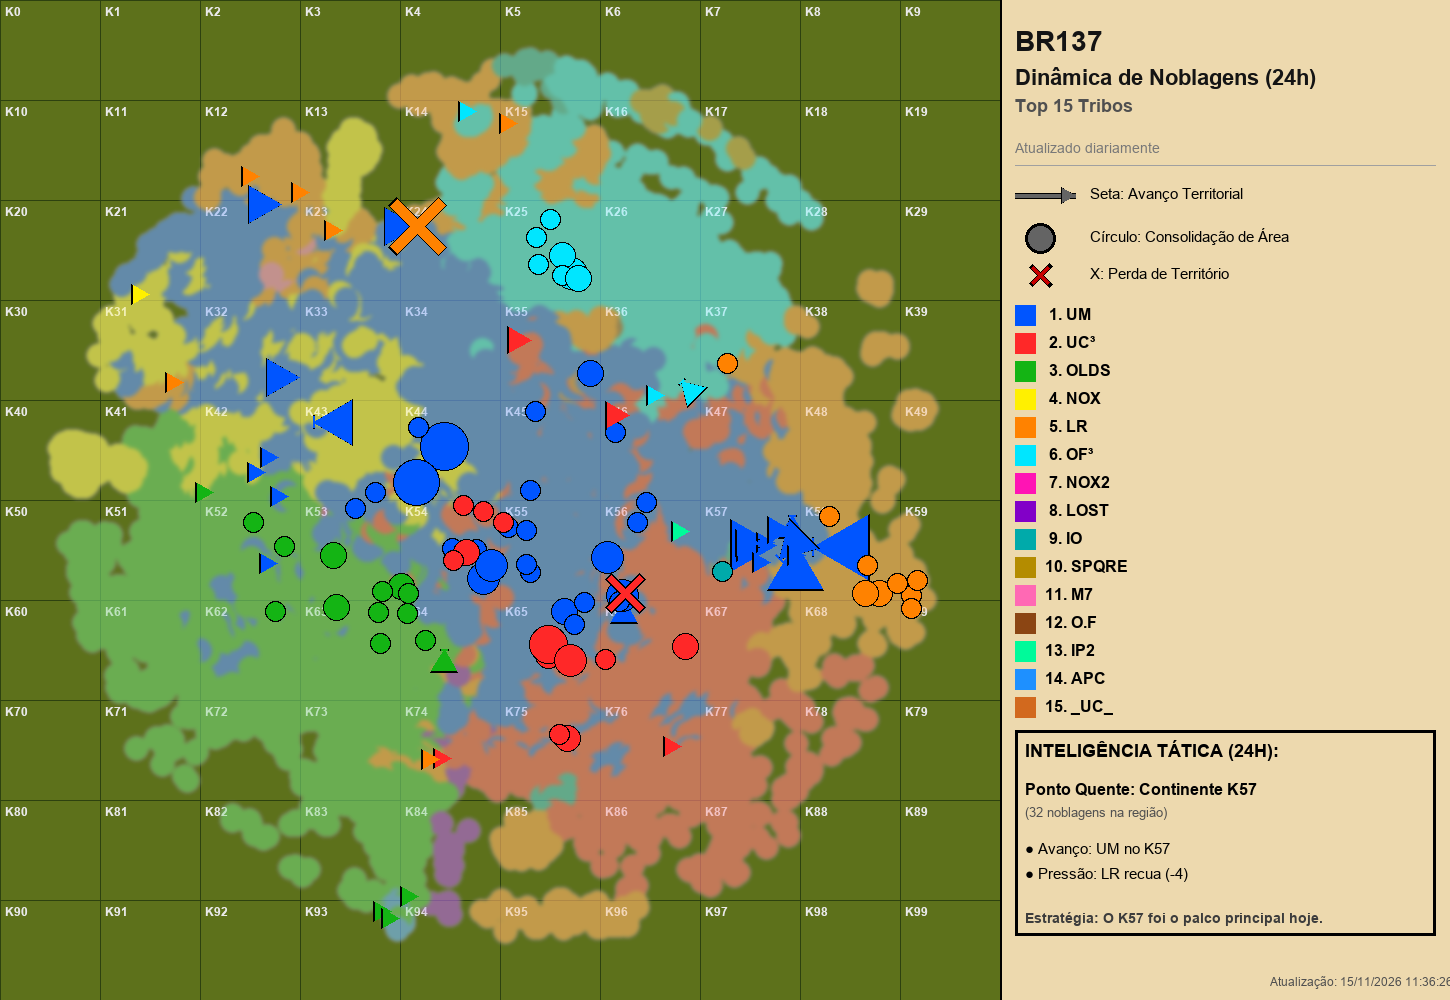 K0 K1 K2 K3 K4 K5 K6 K7 K8 K9
K10 K11 K12 K13 K14 K15 K16 K17 K18 K19
K20 K21 K22 K23 K25 K26 K27 K28 K29
K30 K31 K32 K33 K34 K35 K36 K37 K38 K39
K40 K41 K42 K43 K44 K45 K47 K48 K49
K50 K51 K52 K53 K54 K55 K56 K57 K59
K60 K61 K62 K63 K65 K66 K67 K68 K69
K70 K71 K72 K73 K74 K75 K76 K77 K78 K79
K80 K81 K82 K83 K84 K85 K86 K87 K88 K89
K90 K91 K92 K93 K94 K95 K96 K97 K98 K99
BR137
Dinâmica de Noblagens (24h)
Top 15 Tribos
Atualizado diariamente
Seta: Avanço Territorial
Círculo: Consolidação de Área
X: Perda de Território
1. UM
2. UC³
3. OLDS
4. NOX
5. LR
6. OF³
7. NOX2
8. LOST
9. IO
10. SPQRE
11. M7
12. O.F
13. IP2
14. APC
15. _UC_
INTELIGÊNCIA TÁTICA (24H):
Ponto Quente: Continente K57
(32 noblagens na região)
● Avanço: UM no K57
● Pressão: LR recua (-4)
Estratégia: O K57 foi o palco principal hoje.
Atualização: 15/11/2026 11:36:26